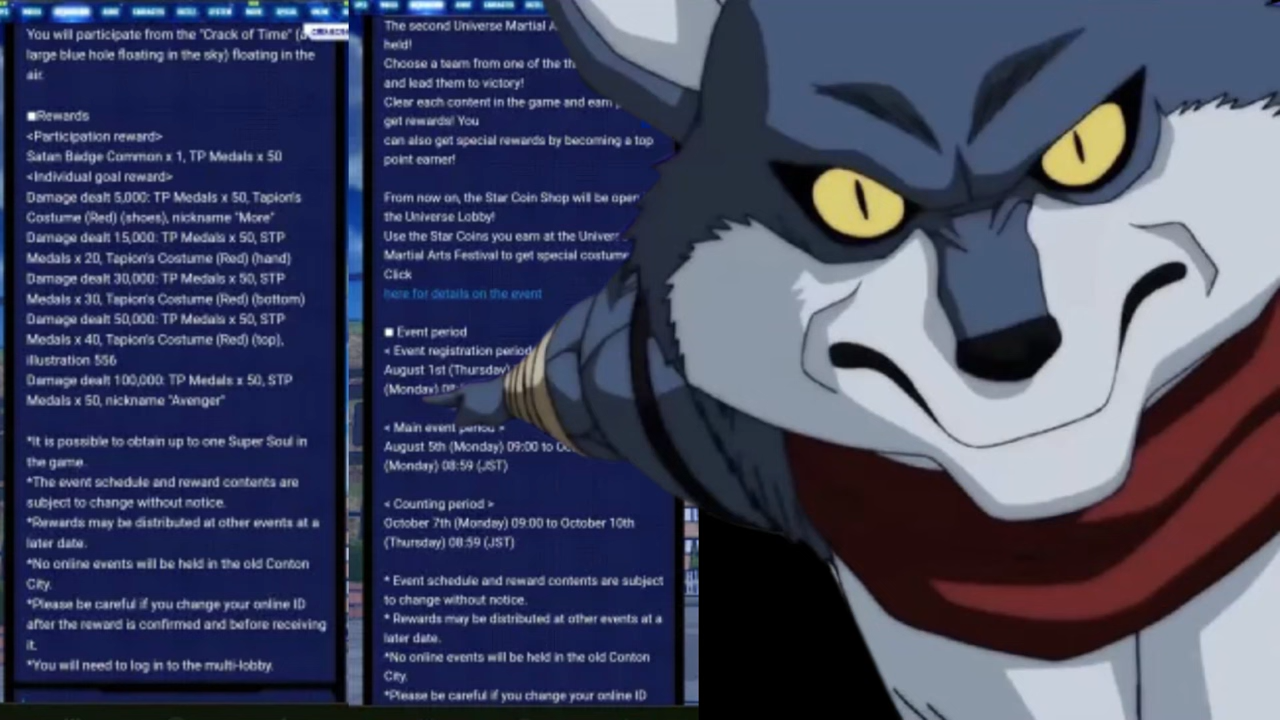 You will participate from the "Crack of Time" (a
large blue hole floating in the sky) floating in the
air.
■Rewards
<Participation reward>
Satan Badge Common x 1, TP Medals x 50
<Individual goal reward>
Damage dealt 5,000: TP Medals x 50, Tapion's
Costume (Red) (shoes), nickname "More"
Damage dealt 15,000: TP Medals x 50, STP
Medals x 20, Tapion's Costume (Red) (hand)
Damage dealt 30,000: TP Medals x 50, STP
Medals x 30, Tapion's Costume (Red) (bottom)
Damage dealt 50,000: TP Medals x 50, STP
Medals x 40, Tapion's Costume (Red) (top),
illustration 556
Damage dealt 100,000: TP Medals x 50, STP
Medals x 50, nickname "Avenger"
*It is possible to obtain up to one Super Soul in
the game.
*The event schedule and reward contents are
subject to change without notice.
*Rewards may be distributed at other events at a
later date.
*No online events will be held in the old Conton
City.
*Please be careful if you change your online ID
after the reward is confirmed and before receiving
it.
*You will need to log in to the multi-lobby.
The second Universe Martial A
held!
Choose a team from one of the th
and lead them to victory!
Clear each content in the game and earn
get rewards! You
can also get special rewards by becoming a top
point earner!
From now on, the Star Coin Shop will be open
the Universe Lobby!
Use the Star Coins you earn at the Univers
Martial Arts Festival to get special costume
Click
here for details on the event
■ Event period
< Event registration period
August 1st (Thursday)
(Monday)
< Main event period >
August 5th (Monday) 09:00 to Oc
(Monday) 08:59 (JST)
< Counting period >
October 7th (Monday) 09:00 to October 10th
(Thursday) 08:59 (JST)
* Event schedule and reward contents are subject
to change without notice.
* Rewards may be distributed at other events at a
later date.
*No online events will be held in the old Conton
City.
*Please be careful if you change your online ID